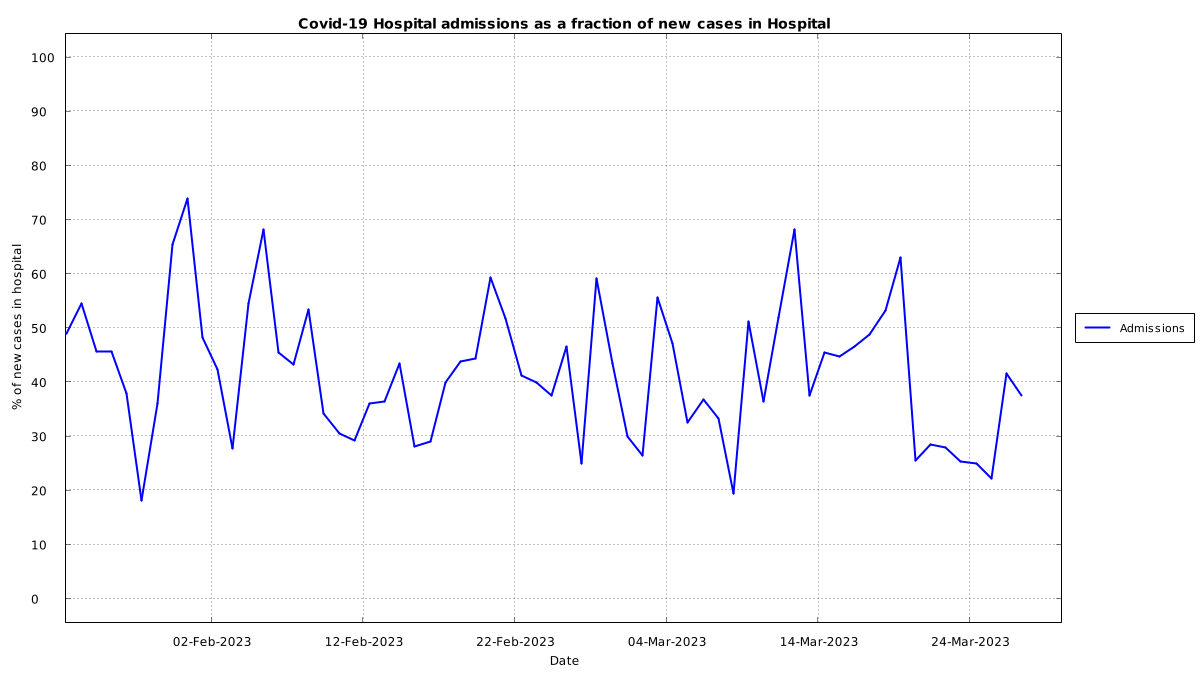 Covid-19 Hospital admissions as a fraction of new cases in Hospital
100
90
80
70
60
50
40
30
20
10
0
% of new cases in hospital
02-Feb-2023
12-Feb-2023
22-Feb-2023
04-Mar-2023
14-Mar-2023
24-Mar-2023
Date
Admissions